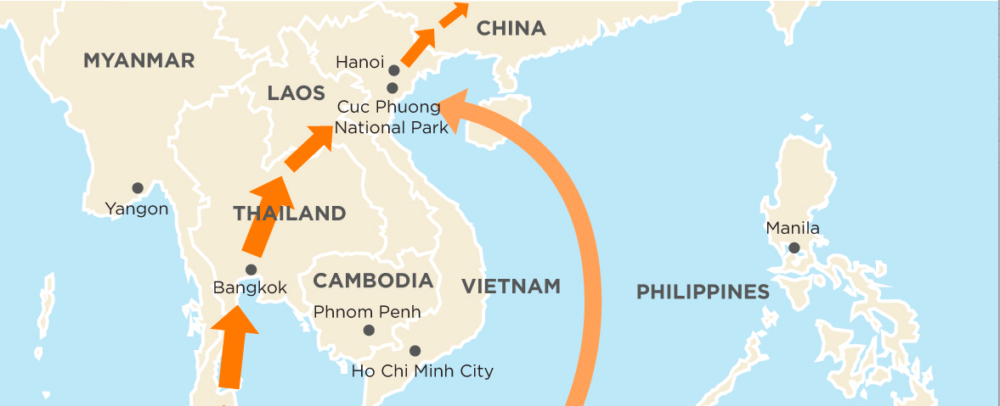 CHINA
MYANMAR
Hanoi
LAOS
Cuc Phuong
National Park
Yangon
THAILAND
Manila
Bangkok
CAMBODIA
VIETNAM
PHILIPPINES
Phnom Penh
Ho Chi Minh City